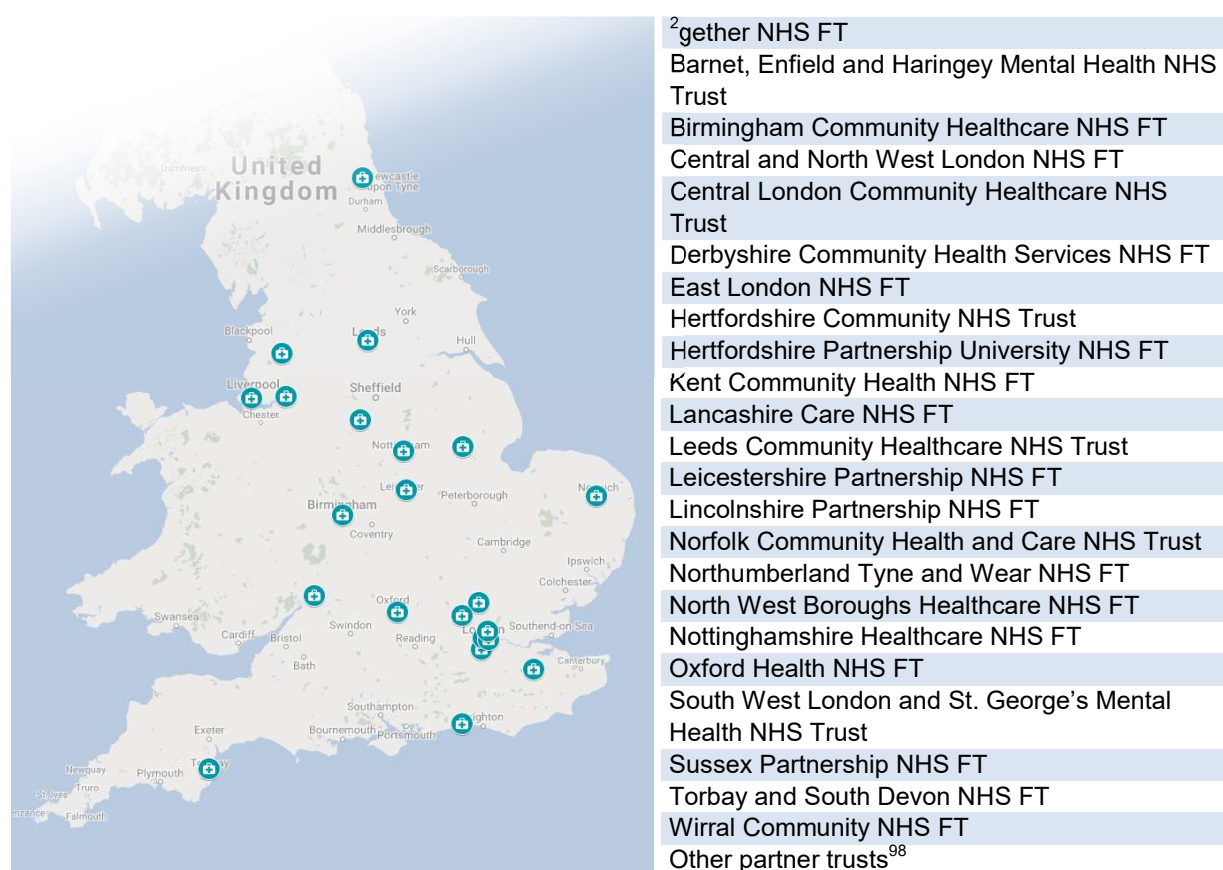 United
Kingdom
Dumfries
ewcastle
upon Tyne
Durham
Middlesbrough
Scarborough
York
Blackpool
Hull
Liverpool
Sheffield
Chester
Peterborough
Birmingham
Coventry
Cambridge
Ipswich
Colchester
Oxford
Swansea
Swindon
Southend-on-Sea
Cardiff
Bristol
Reading
Bath
Canterbury
Southampton
Exeter
Bournemouth
Portsmouth
Newquay
Plymouth
Truro
St. Ives
enzance
Falmouth
²gether NHS FT
Barnet, Enfield and Haringey Mental Health NHS
Trust
Birmingham Community Healthcare NHS FT
Central and North West London NHS FT
Central London Community Healthcare NHS
Trust
Derbyshire Community Health Services NHS FT
East London NHS FT
Hertfordshire Community NHS Trust
Hertfordshire Partnership University NHS FT
Kent Community Health NHS FT
Lancashire Care NHS FT
Leeds Community Healthcare NHS Trust
Leicestershire Partnership NHS FT
Lincolnshire Partnership NHS FT
Norfolk Community Health and Care NHS Trust
Northumberland Tyne and Wear NHS FT
North West Boroughs Healthcare NHS FT
Nottinghamshire Healthcare NHS FT
Oxford Health NHS FT
South West London and St. George’s Mental
Health NHS Trust
Sussex Partnership NHS FT
Torbay and South Devon NHS FT
Wirral Community NHS FT
Other partner trusts⁹⁸